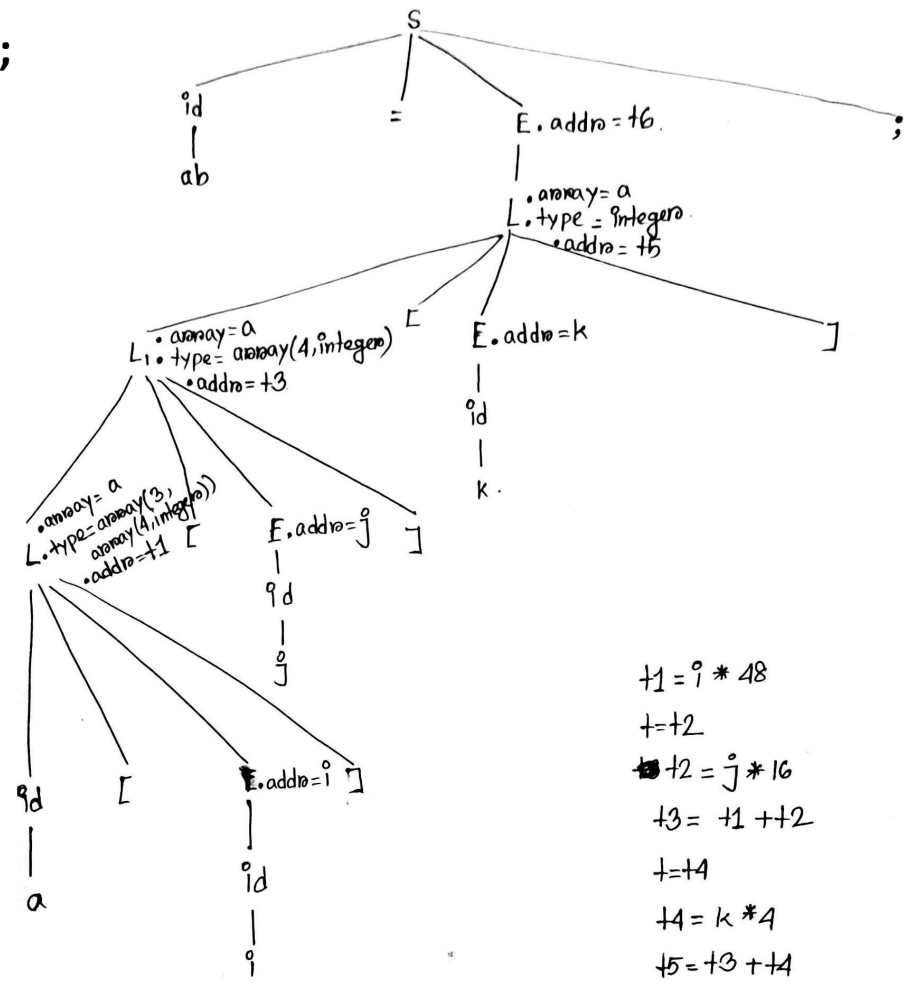 ;
S
id
=
E.addr = t6.
;
ab
.array = a
L.type = integer.
.addr = t5
.array = a
L1.type = array(4,integer)
.addr = t3
[
E.addr = k
]
id
k.
.array = a
L.type = array(3,
array(4,integer))
.addr = t1
[
E.addr = j
]
id
j
id
[
E.addr = i
]
a
id
i
t1 = i * 48
t = t2
t2 = j * 16
t3 = t1 + t2
t = t4
t4 = k * 4
t5 = t3 + t4